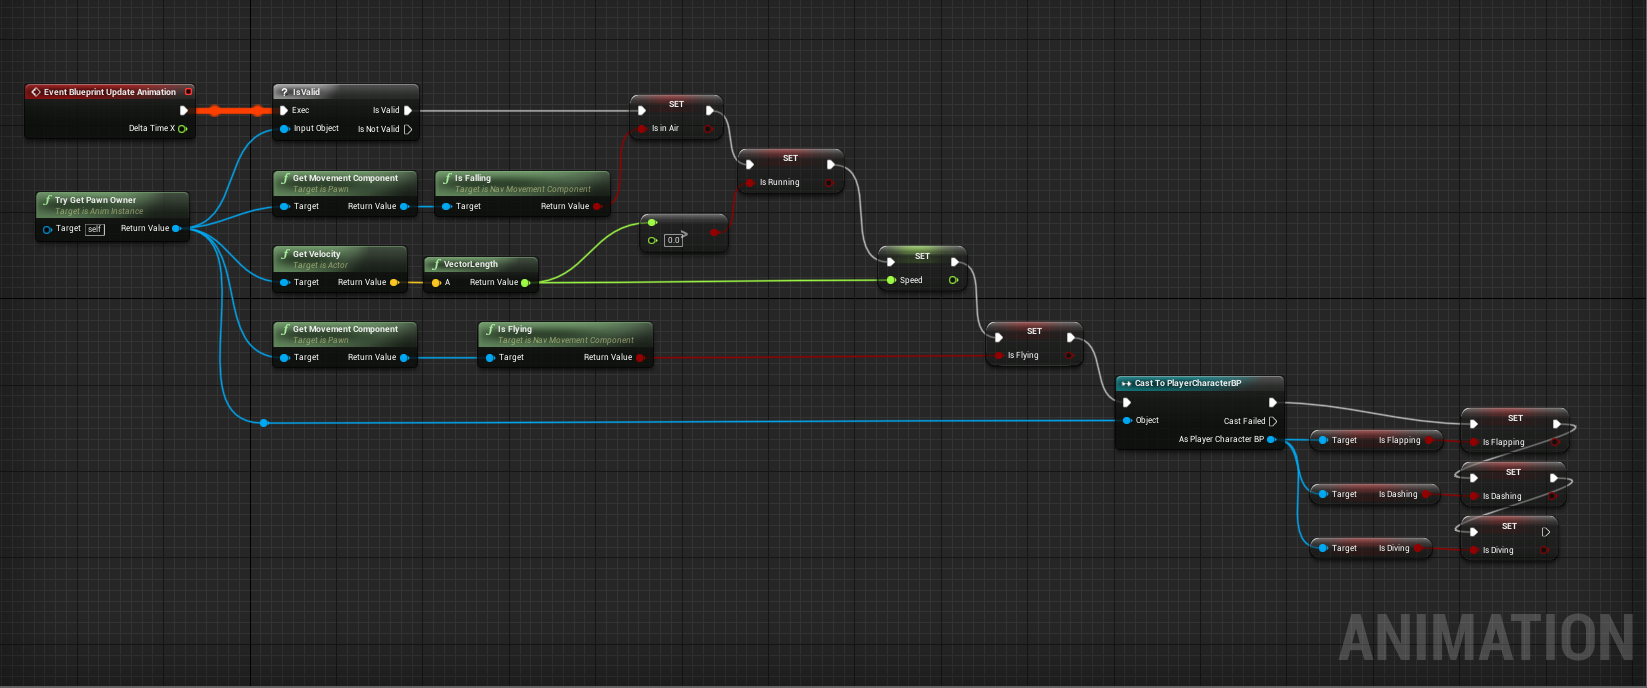 Event Blueprint Update Animation
Delta Time X
? IsValid
Exec
Is Valid
Input Object
Is Not Valid
SET
Is in Air
SET
Is Running
f Try Get Pawn Owner
Target is Anim Instance
Target self
Return Value
f Get Movement Component
Target is Pawn
Target
Return Value
f Is Falling
Target is Nav Movement Component
Target
Return Value
>
0.0
f Get Velocity
Target is Actor
Target
Return Value
f VectorLength
A
Return Value
SET
Speed
f Get Movement Component
Target is Pawn
Target
Return Value
f Is Flying
Target is Nav Movement Component
Target
Return Value
SET
Is Flying
Cast To PlayerCharacterBP
Object
Cast Failed
As Player Character BP
Target
Is Flapping
SET
Is Flapping
Target
Is Dashing
SET
Is Dashing
Target
Is Diving
SET
Is Diving
ANIMATION